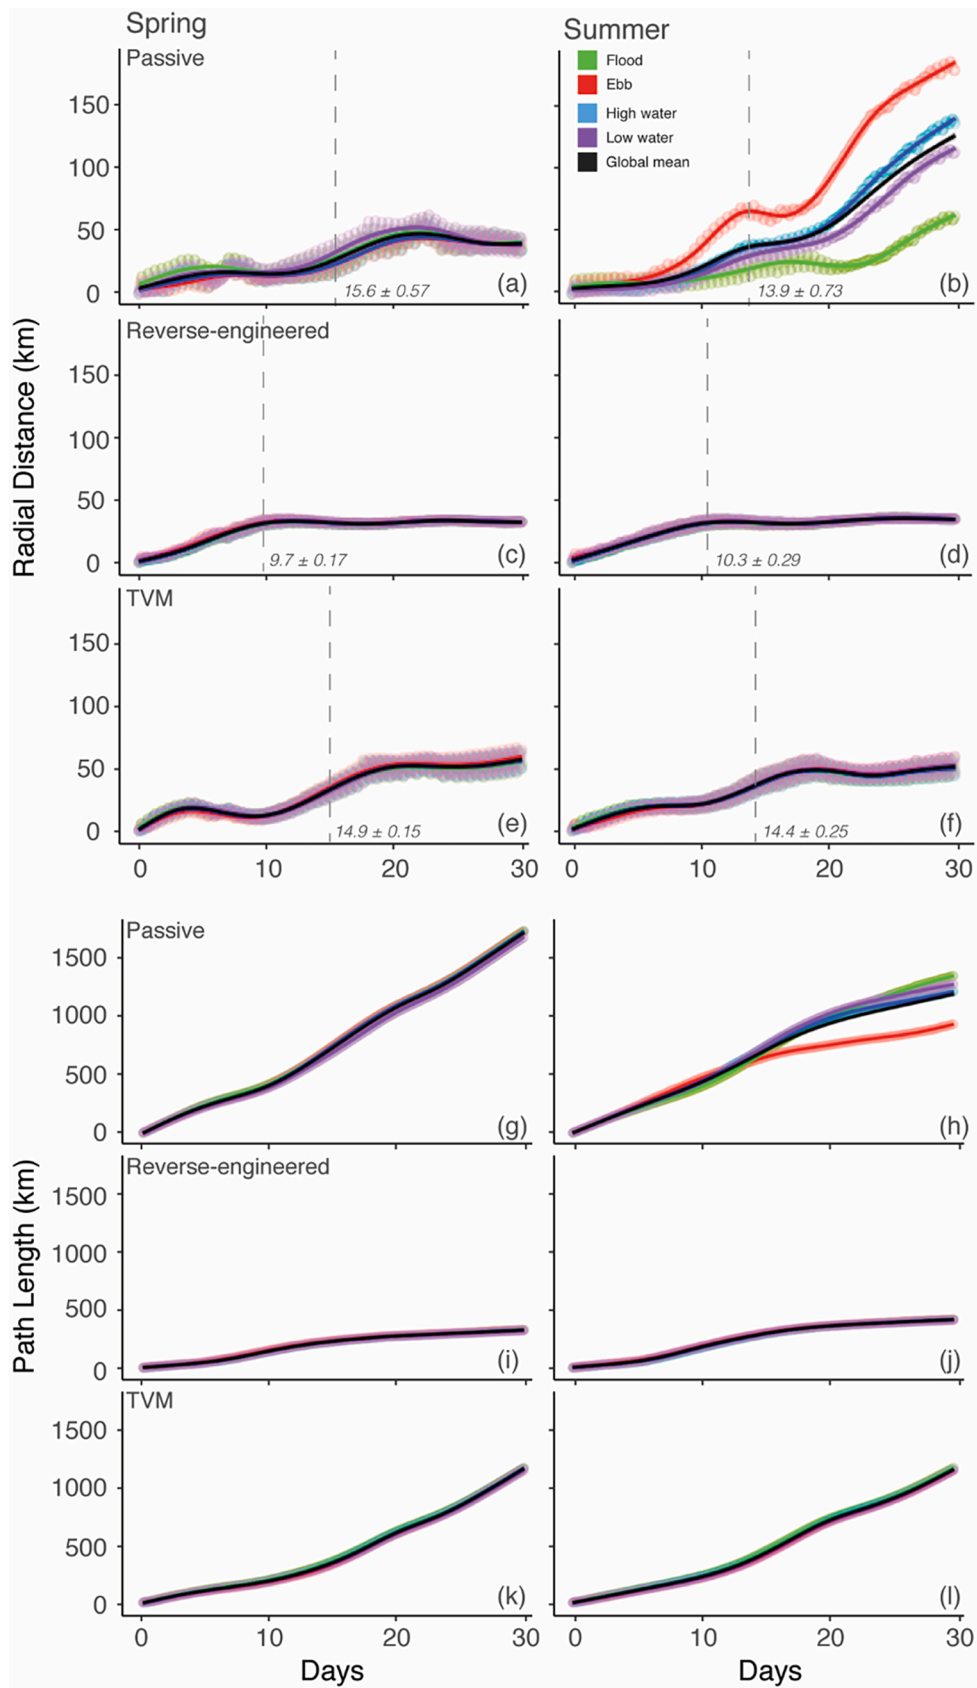 Spring
Summer
Passive
Flood
Ebb
High water
Low water
Global mean
150
100
50
0
15.6 ± 0.57
(a)
13.9 ± 0.73
(b)
Radial Distance (km)
Reverse-engineered
150
100
50
0
9.7 ± 0.17
(c)
10.3 ± 0.29
(d)
TVM
150
100
50
0
14.9 ± 0.15
(e)
14.4 ± 0.25
(f)
0 10 20 30
0 10 20 30
Passive
1500
1000
500
0
(g)
(h)
Path Length (km)
Reverse-engineered
1500
1000
500
0
(i)
(j)
TVM
1500
1000
500
0
(k)
(l)
0 10 20 30
0 10 20 30
Days
Days